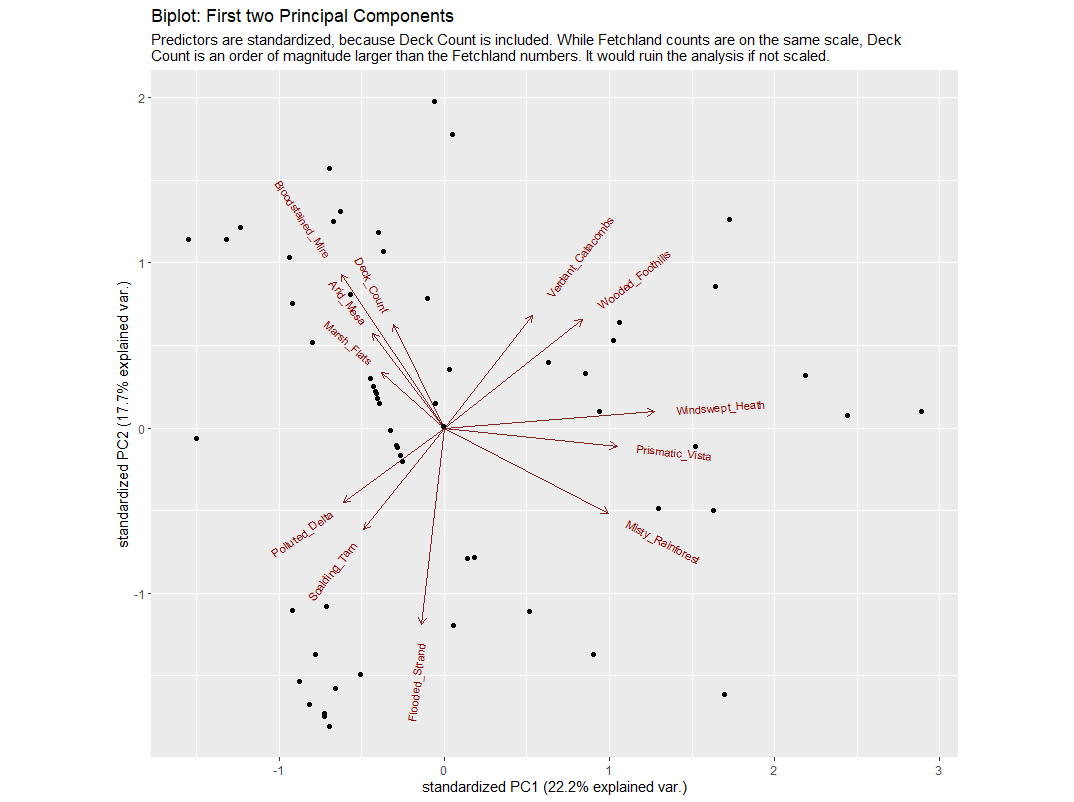 Biplot: First two Principal Components
Predictors are standardized, because Deck Count is included. While Fetchland counts are on the same scale, Deck
Count is an order of magnitude larger than the Fetchland numbers. It would ruin the analysis if not scaled.
2
1
0
-1
standardized PC2 (17.7% explained var.)
Bloodstained_Mire
Deck_Count
Arid_Mesa
Marsh_Flats
Verdant_Catacombs
Wooded_Foothills
Windswept_Heath
Prismatic_Vista
Misty_Rainforest
Polluted_Delta
Scalding_Tarn
Flooded_Strand
-1
0
1
2
3
standardized PC1 (22.2% explained var.)